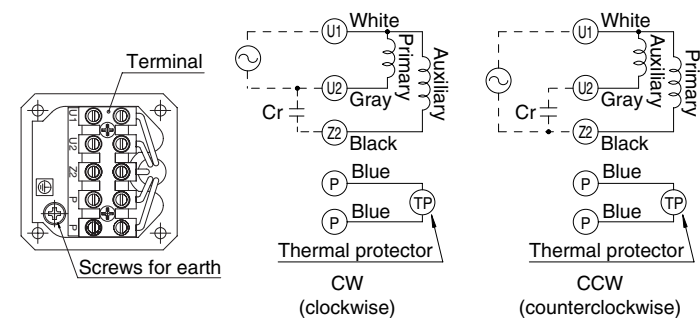 Terminal
U1
U2
Z2
P
P
Screws for earth
U1
White
Primary
Auxiliary
U2
Gray
Cr
Z2
Black
P
Blue
TP
P
Blue
Thermal protector
CW
(clockwise)
U1
White
Auxiliary
Primary
U2
Gray
Cr
Z2
Black
P
Blue
TP
P
Blue
Thermal protector
CCW
(counterclockwise)